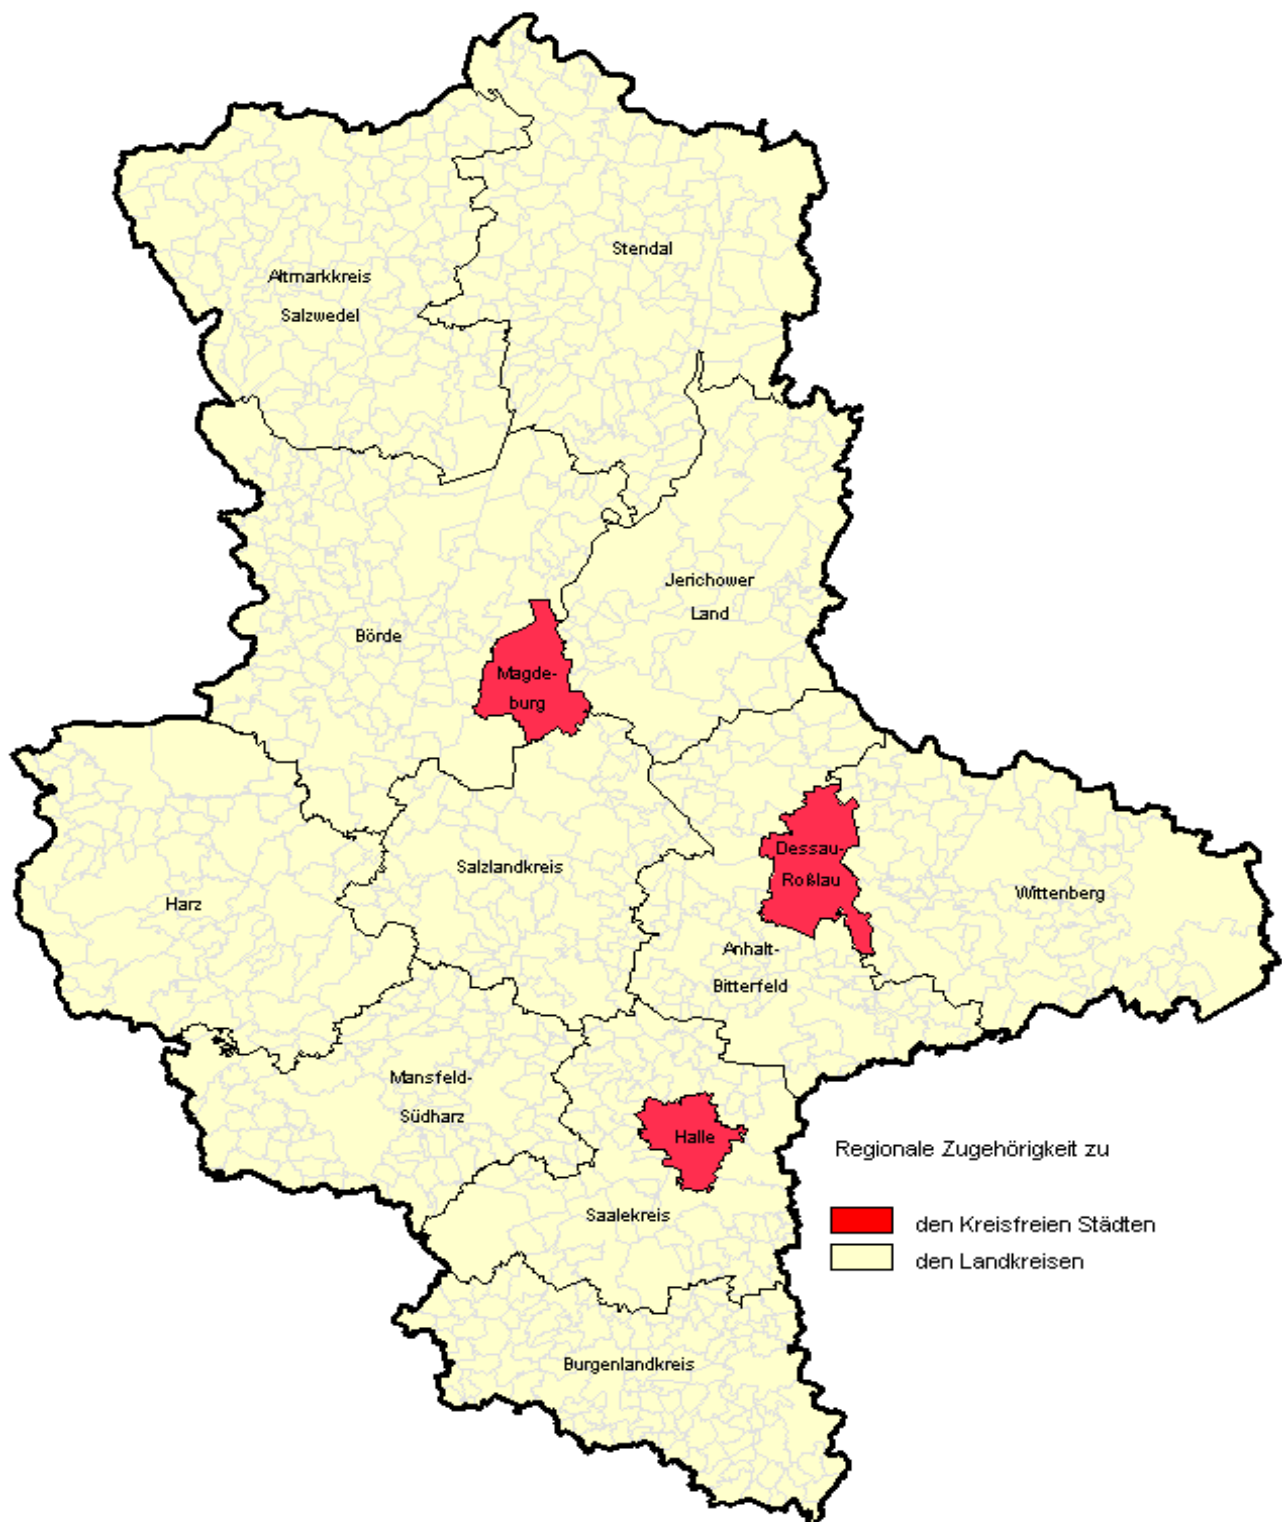 Stendal
Altmarkkreis
Salzwedel
Jerichower
Land
Börde
Magde-
burg
Dessau-
Roßlau
Salzlandkreis
Wittenberg
Harz
Anhalt-
Bitterfeld
Mansfeld-
Südharz
Halle
Saalekreis
Burgenlandkreis
Regionale Zugehörigkeit zu
den Kreisfreien Städten
den Landkreisen